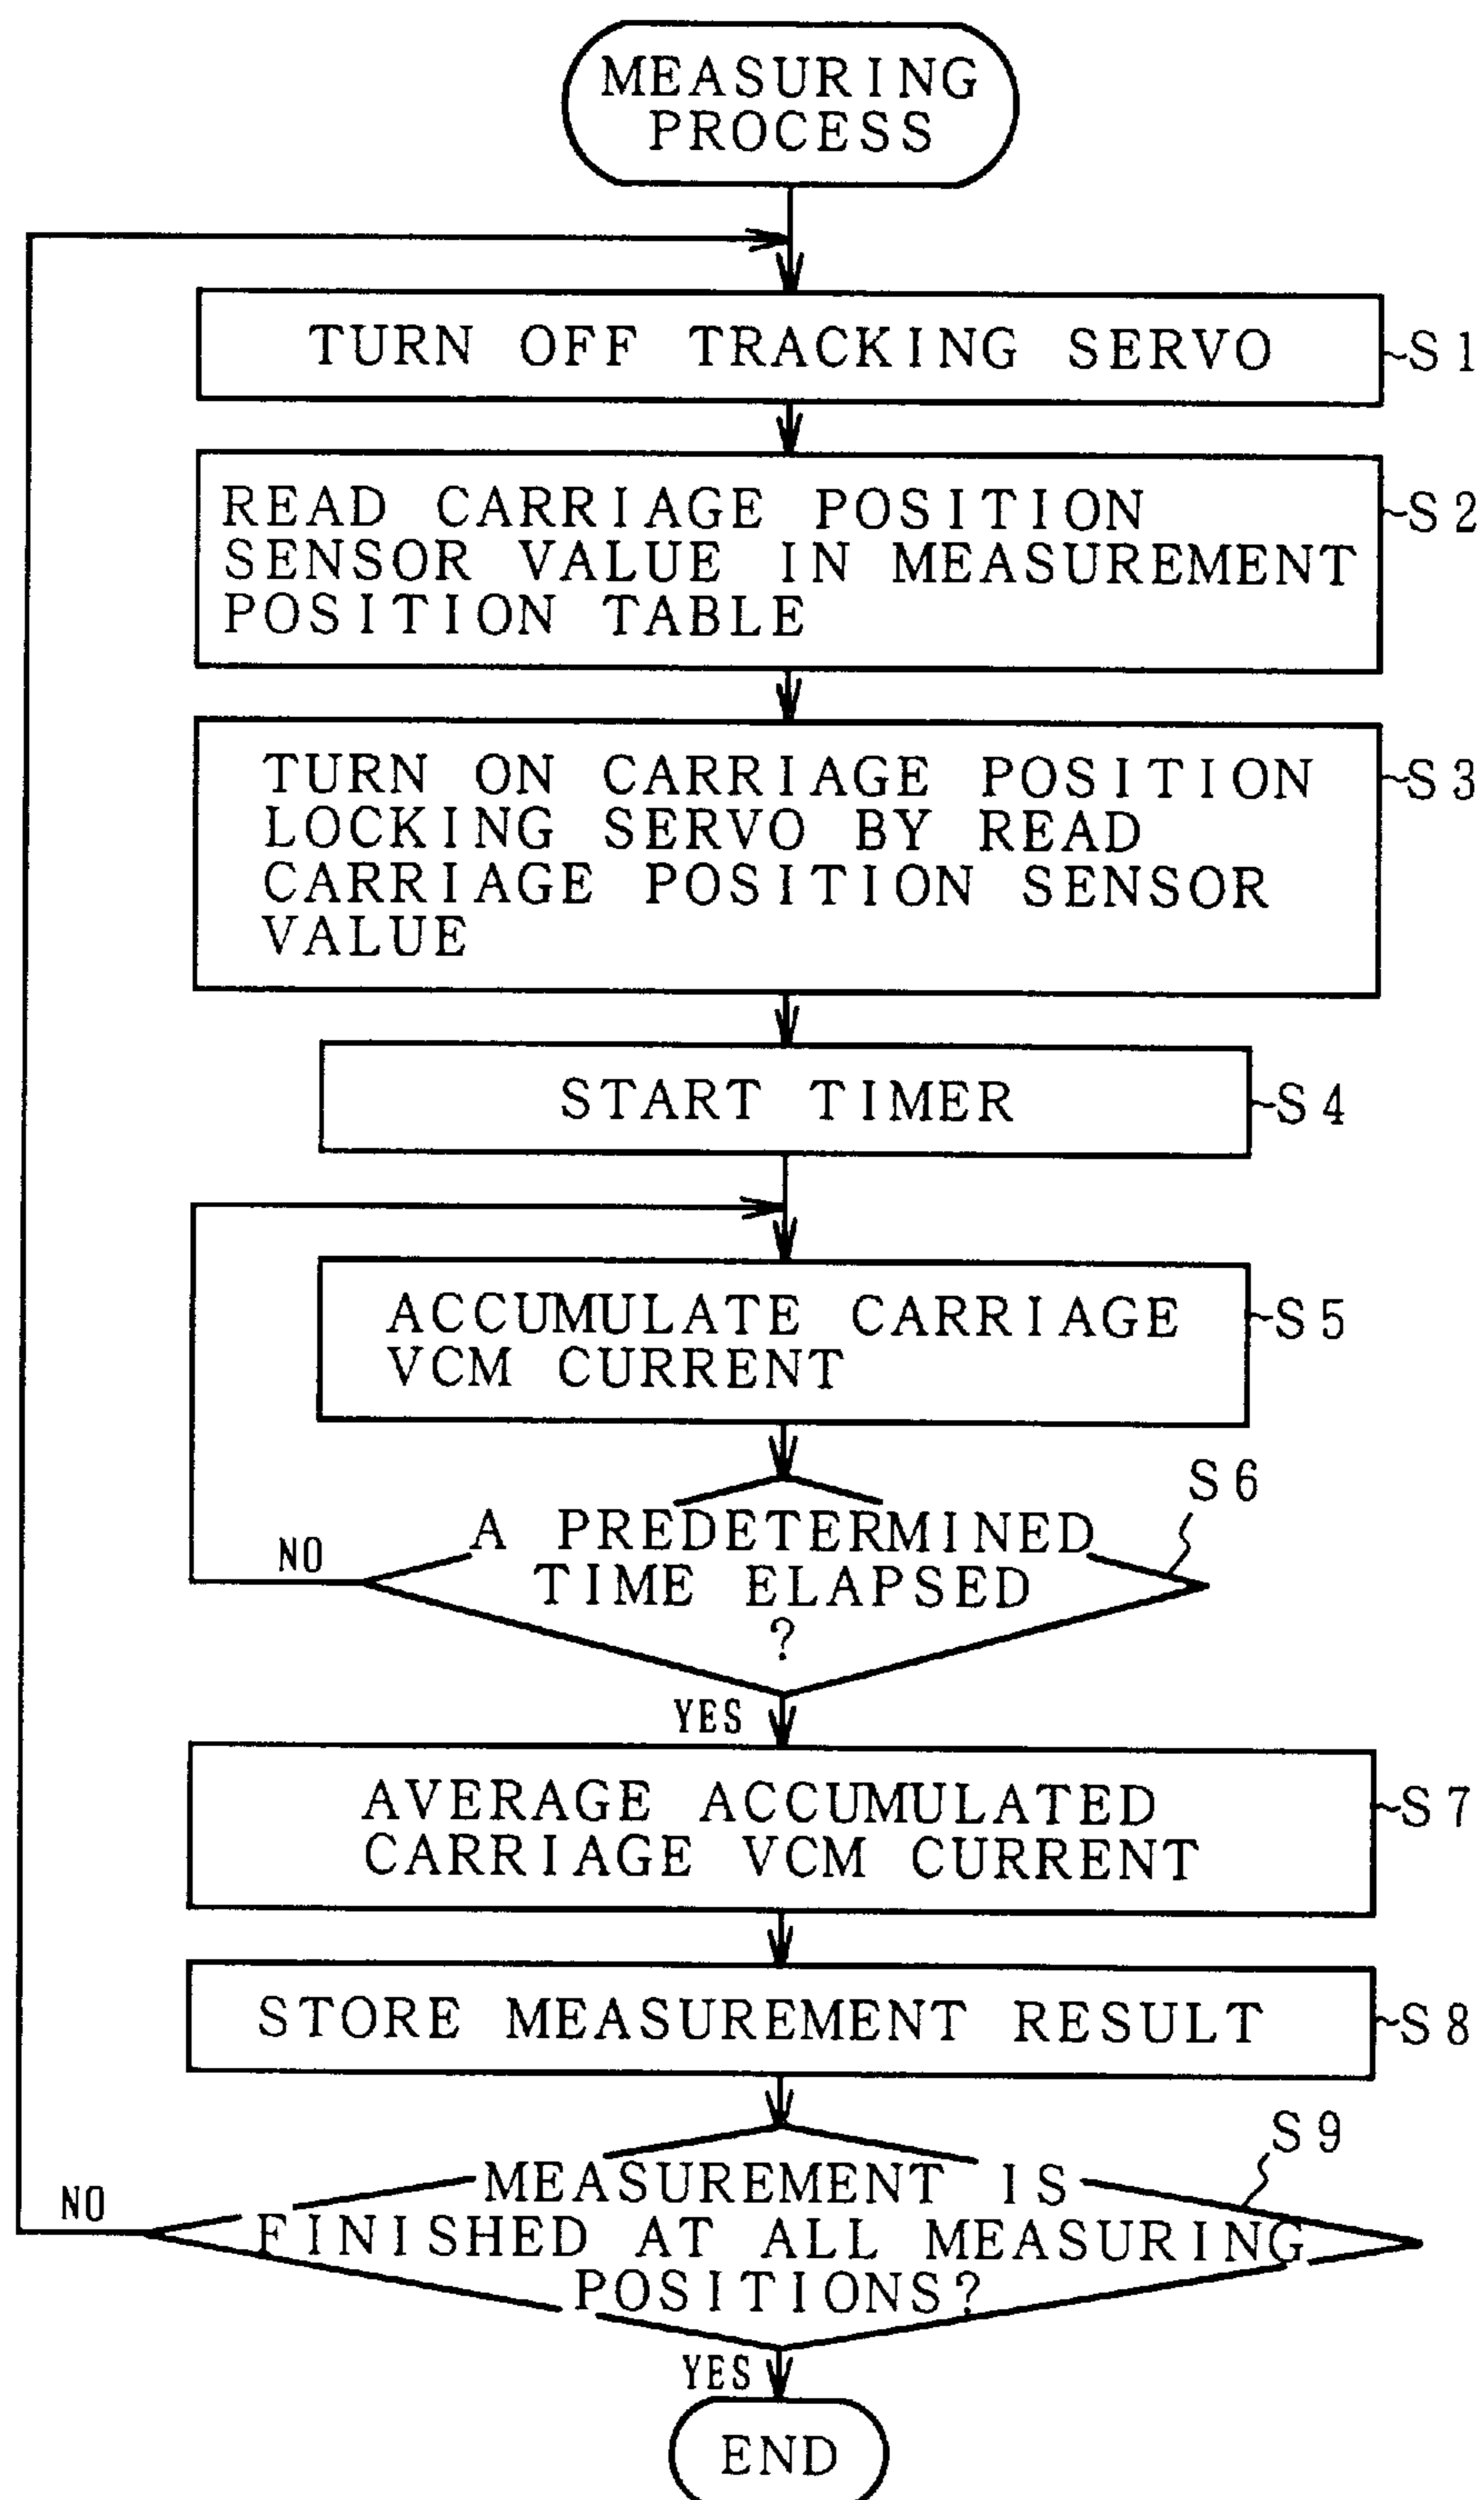 MEASURING
PROCESS
TURN OFF TRACKING SERVO
S1
READ CARRIAGE POSITION
SENSOR VALUE IN MEASUREMENT
POSITION TABLE
S2
TURN ON CARRIAGE POSITION
LOCKING SERVO BY READ
CARRIAGE POSITION SENSOR
VALUE
S3
START TIMER
S4
ACCUMULATE CARRIAGE
VCM CURRENT
S5
S6
A PREDETERMINED
TIME ELAPSED
?
NO
YES
AVERAGE ACCUMULATED
CARRIAGE VCM CURRENT
S7
STORE MEASUREMENT RESULT
S8
S9
MEASUREMENT IS
FINISHED AT ALL MEASURING
POSITIONS?
NO
YES
END